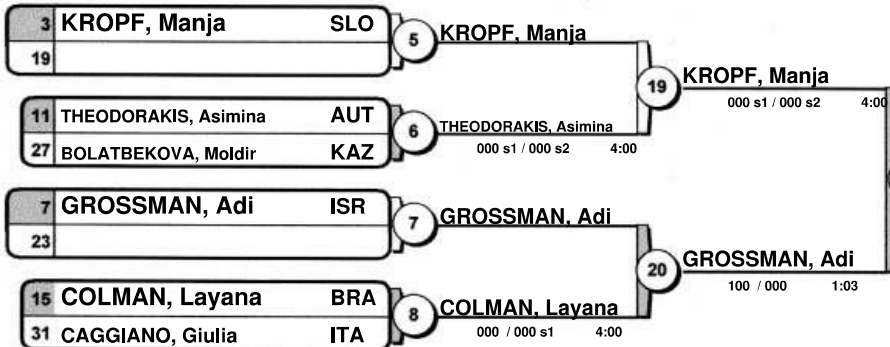 3 KROPF, Manja SLO
19
5 KROPF, Manja
11 THEODORAKIS, Asimina AUT
27 BOLATBEKOVA, Moldir KAZ
6 THEODORAKIS, Asimina
000 s1 / 000 s2 4:00
19 KROPF, Manja
000 s1 / 000 s2 4:00
7 GROSSMAN, Adi ISR
23
7 GROSSMAN, Adi
15 COLMAN, Layana BRA
31 CAGGIANO, Giulia ITA
8 COLMAN, Layana
000 / 000 s1 4:00
20 GROSSMAN, Adi
100 / 000 1:03